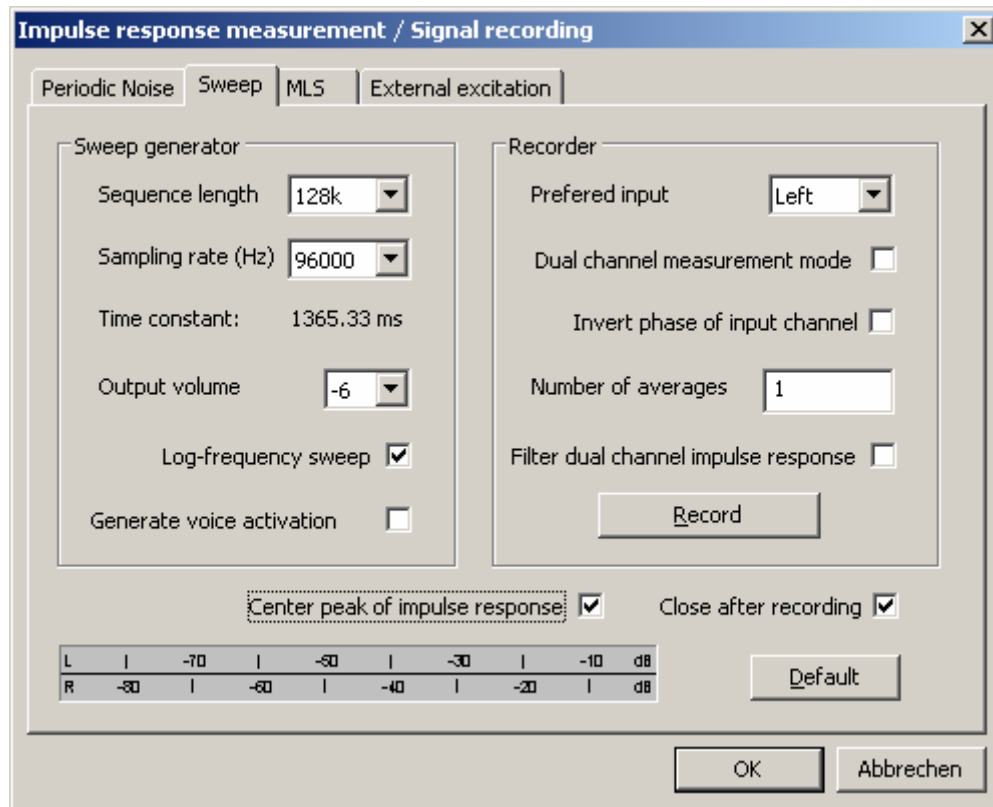 Impulse response measurement / Signal recording
Periodic Noise Sweep MLS External excitation
Sweep generator
Sequence length 128k
Sampling rate (Hz) 96000
Time constant: 1365.33 ms
Output volume -6
Log-frequency sweep
Generate voice activation
Recorder
Prefered input Left
Dual channel measurement mode
Invert phase of input channel
Number of averages 1
Filter dual channel impulse response
Record
Center peak of impulse response
Close after recording
L | -70 | -50 | -30 | -10 dB
R -80 | -60 | -40 | -20 | dB
Default
OK Abbrechen